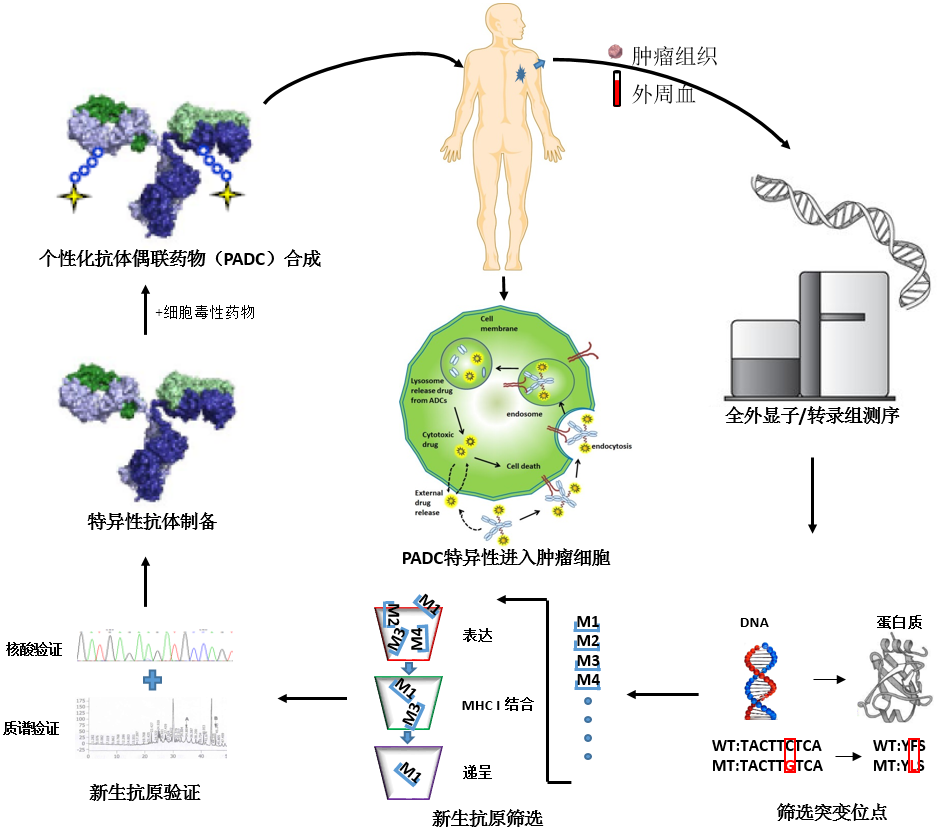 肿瘤组织
外周血
全外显子/转录组测序
DNA
蛋白质
WT:TACTTCTCA
MT:TACTTGTCA
WT:YFS
MT:YLS
筛选突变位点
M1
M2
M3
M4
M1
M2
M3
M4
表达
M1
M3
MHC I 结合
M1
递呈
新生抗原筛选
核酸验证
质谱验证
新生抗原验证
特异性抗体制备
+细胞毒性药物
个性化抗体偶联药物（PADC）合成
Cell
membrane
Lysosome
release drug
from ADCs
endosome
Cytotoxic
drug
endocytosis
Cell death
External
drug
release
PADC特异性进入肿瘤细胞